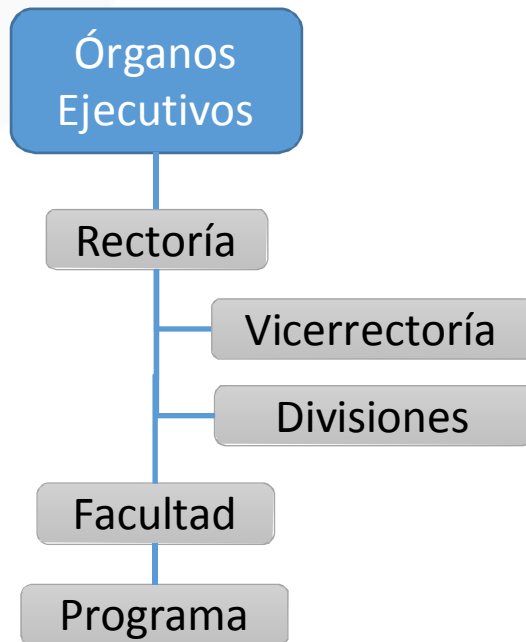 Órganos
Ejecutivos
Rectoría
Vicerrectoría
Divisiones
Facultad
Programa